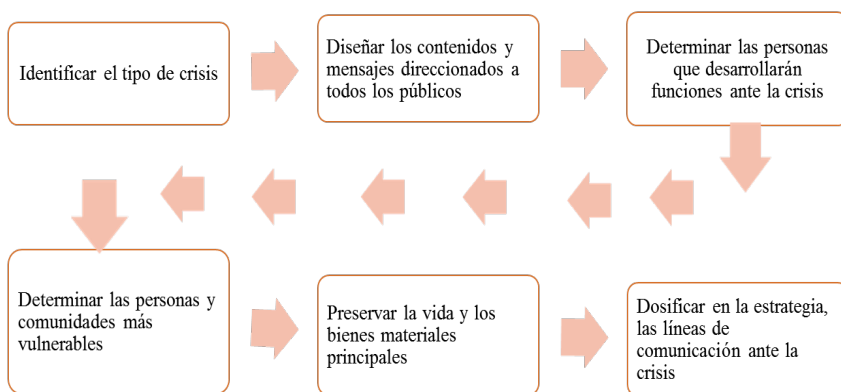 Identificar el tipo de crisis
Diseñar los contenidos y
mensajes direccionados a
todos los públicos
Determinar las personas
que desarrollarán
funciones ante la crisis
Determinar las personas y
comunidades más
vulnerables
Preservar la vida y los
bienes materiales
principales
Dosificar en la estrategia,
las líneas de
comunicación ante la
crisis